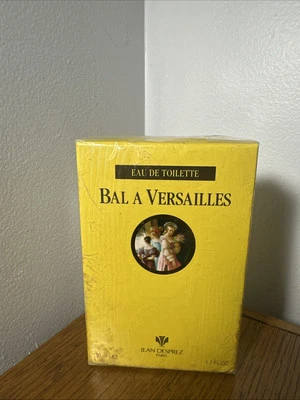 EAU DE TOILETTE
BAL A VERSAILLES
JEAN DESPREZ
PARIS